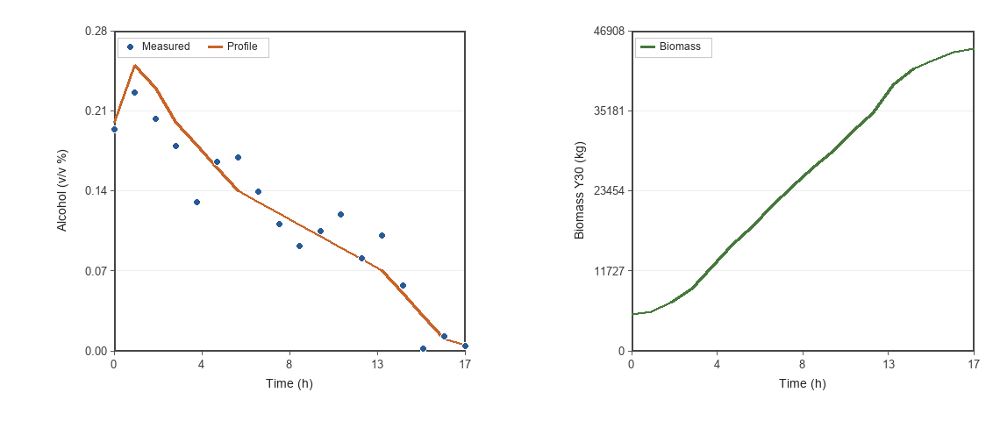 Measured
Profile
0.28
0.21
0.14
0.07
0.00
0
4
8
13
17
Time (h)
Alcohol (v/v %)
Biomass
46908
35181
23454
11727
0
0
4
8
13
17
Time (h)
Biomass Y30 (kg)